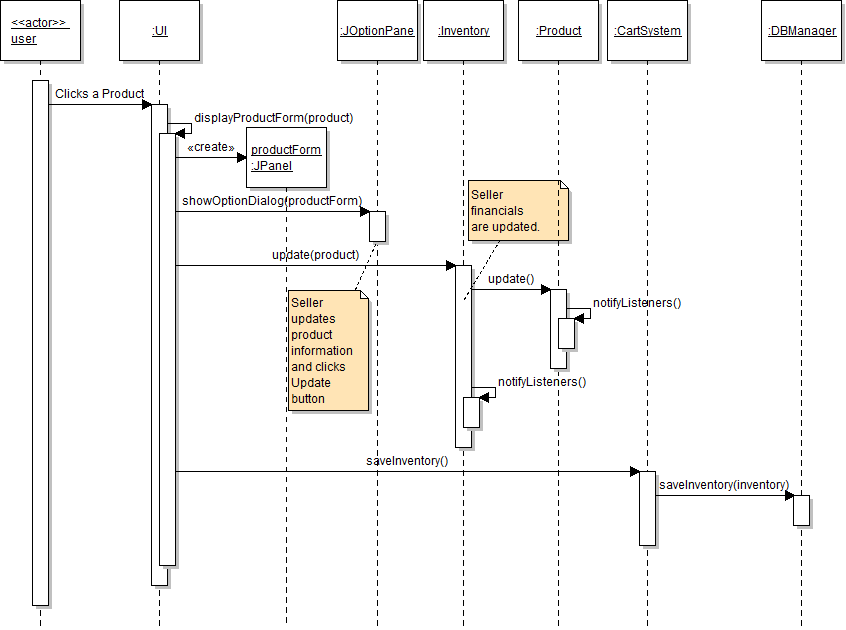 <<actor>>
user
:UI
:JOptionPane
:Inventory
:Product
:CartSystem
:DBManager
Clicks a Product
displayProductForm(product)
«create»
productForm
:JPanel
showOptionDialog(productForm)
Seller
financials
are updated.
update(product)
update()
Seller
updates
product
information
and clicks
Update
button
notifyListeners()
notifyListeners()
saveInventory()
saveInventory(inventory)